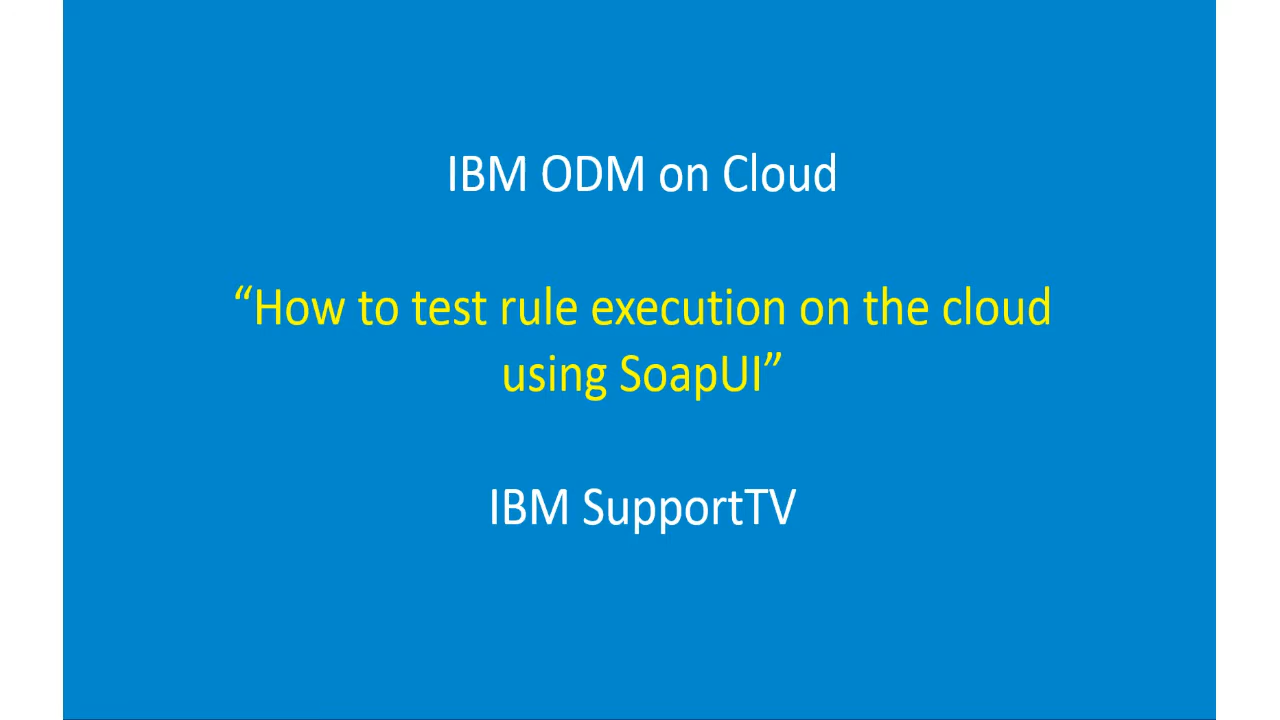 IBM ODM on Cloud
“How to test rule execution on the cloud
using SoapUI”
IBM SupportTV